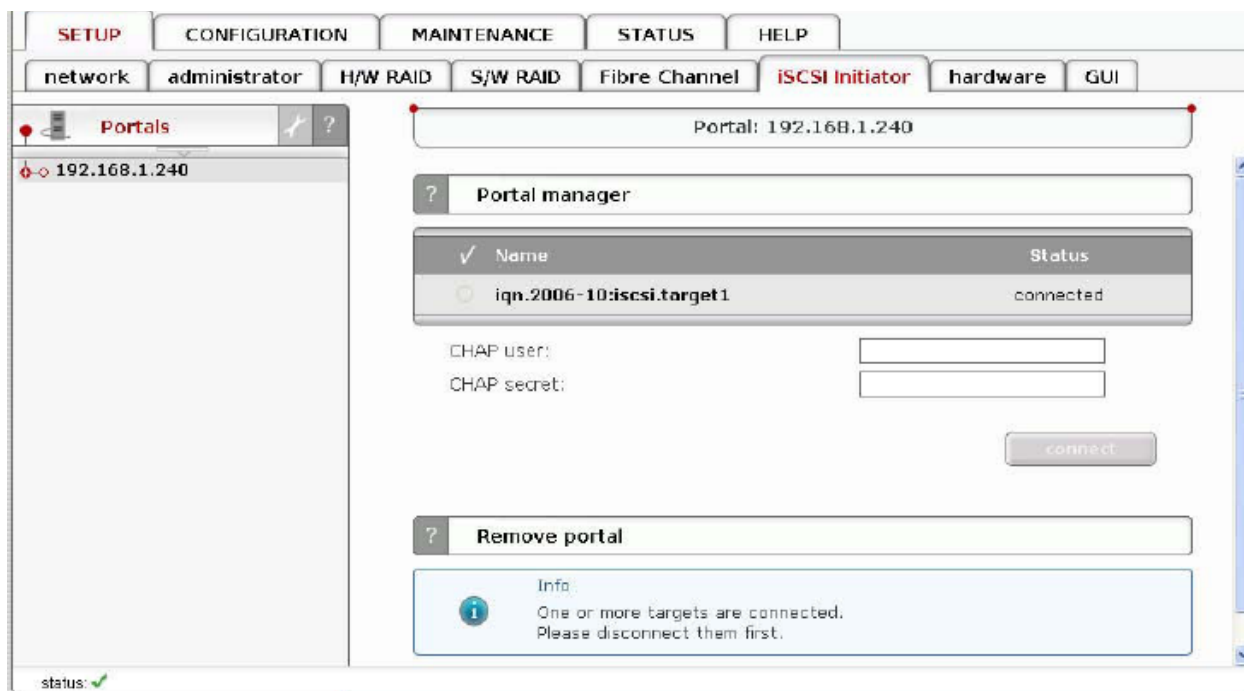 SETUP CONFIGURATION MAINTENANCE STATUS HELP
network administrator H/W RAID S/W RAID Fibre Channel iSCSI Initiator hardware GUI
Portals ?
192.168.1.240
Portal: 192.168.1.240
? Portal manager
Name Status
iqn.2006-10:iscsi.target1 connected
CHAP user:
CHAP secret:
connect
? Remove portal
Info
One or more targets are connected.
Please disconnect them first.
status: